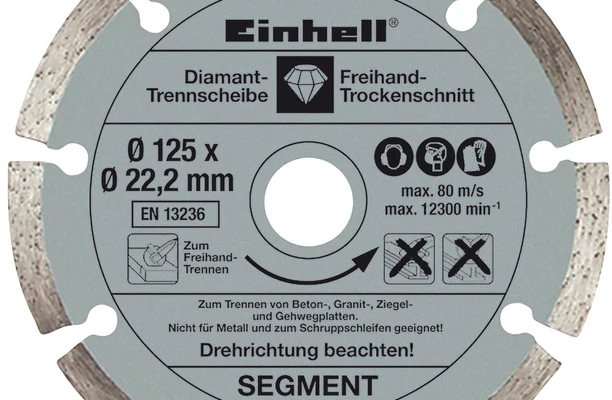 Einhell®
Diamant-
Trennscheibe
Freihand-
Trockenschnitt
Ø 125 x
Ø 22,2 mm
EN 13236
max. 80 m/s
max. 12300 min⁻¹
Zum
Freihand-
Trennen
Zum Trennen von Beton-, Granit-, Ziegel-
und Gehwegplatten.
Nicht für Metall und zum Schruppschleifen geeignet!
Drehrichtung beachten!
SEGMENT